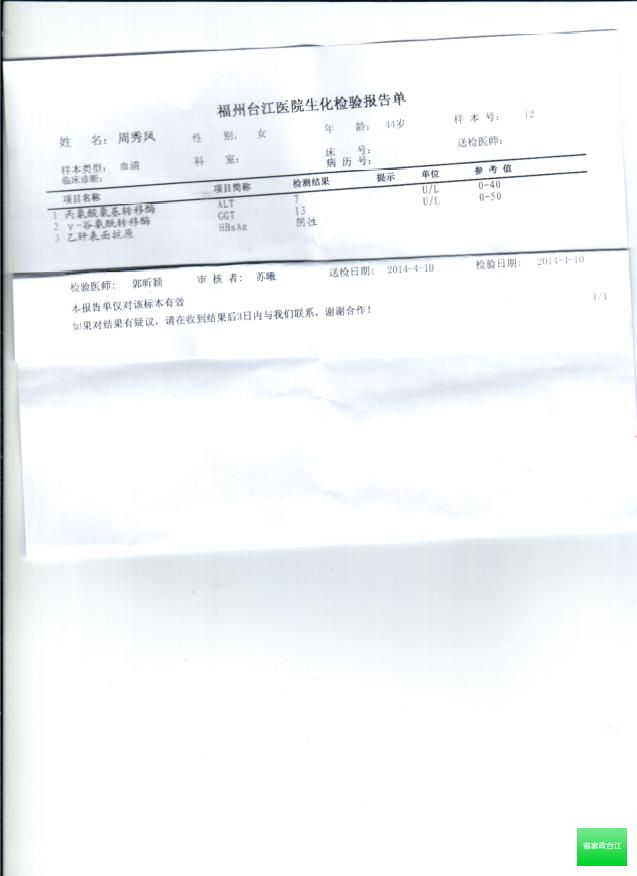 福州台江医院生化检验报告单
姓 名: 周秀凤 性 别: 女 年 龄: 44岁 样 本 号: 12
样本类型: 血清 科 室: 床 号: 送检医师:
临床诊断: 病 历 号:
项目名称 项目简称 检测结果 提示 单位 参 考 值
1 丙氨酸氨基转移酶 ALT 7 U/L 0-40
2 γ-谷氨酰转移酶 GGT 13 U/L 0-50
3 乙肝表面抗原 HBsAg 阴性
检验医师: 郭昕颖 审 核 者: 苏曦 送检日期: 2014-4-10 检验日期: 2014-4-10
本报告单仅对该标本有效 1/1
如果对结果有疑议, 请在收到结果后3日内与我们联系, 谢谢合作!
省家政台江